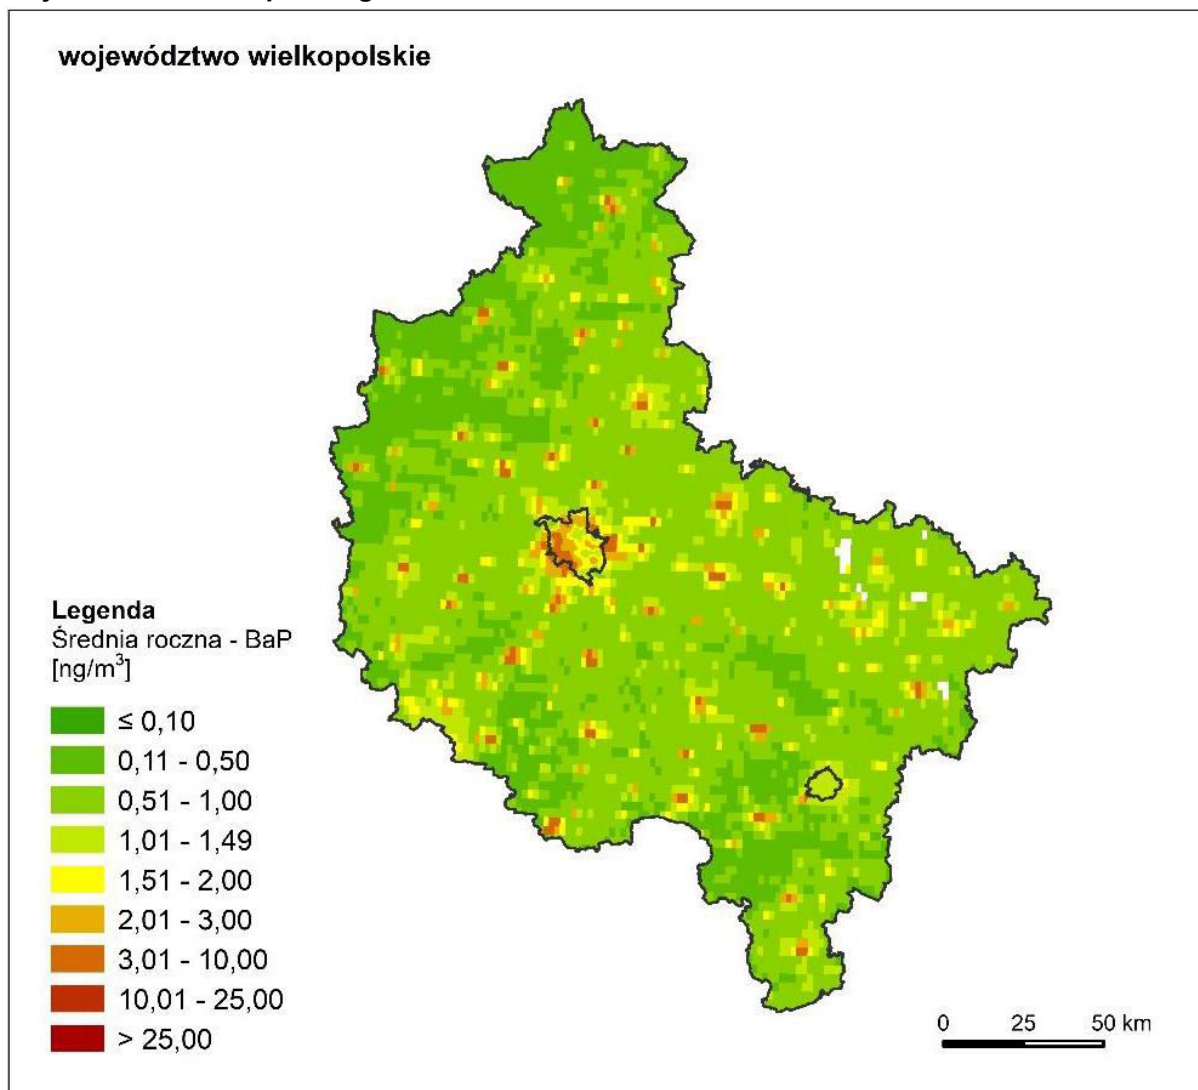 województwo wielkopolskie
Legenda
Średnia roczna - BaP
[ng/m³]
≤ 0,10
0,11 - 0,50
0,51 - 1,00
1,01 - 1,49
1,51 - 2,00
2,01 - 3,00
3,01 - 10,00
10,01 - 25,00
> 25,00
0 25 50 km